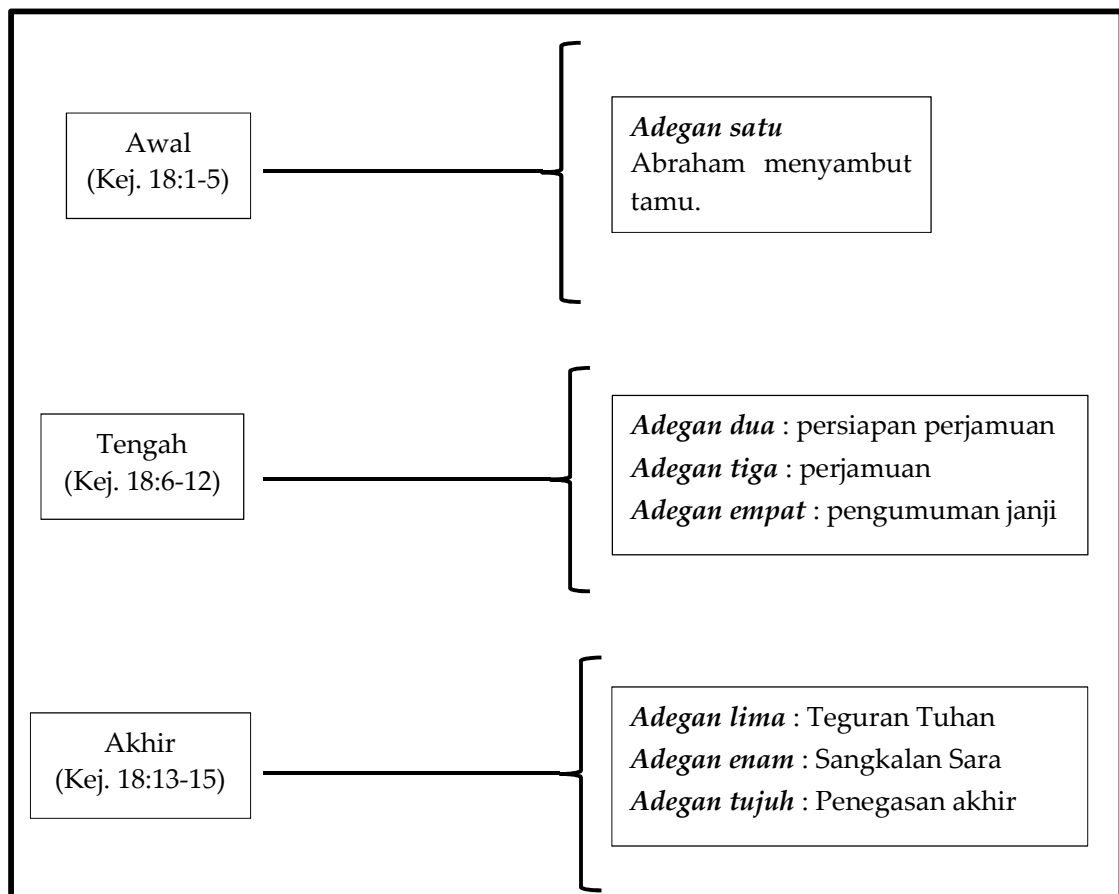 Awal
(Kej. 18:1-5)
Adegan satu
Abraham menyambut
tamu.
Tengah
(Kej. 18:6-12)
Adegan dua : persiapan perjamuan
Adegan tiga : perjamuan
Adegan empat : pengumuman janji
Akhir
(Kej. 18:13-15)
Adegan lima : Teguran Tuhan
Adegan enam : Sangkalan Sara
Adegan tujuh : Penegasan akhir